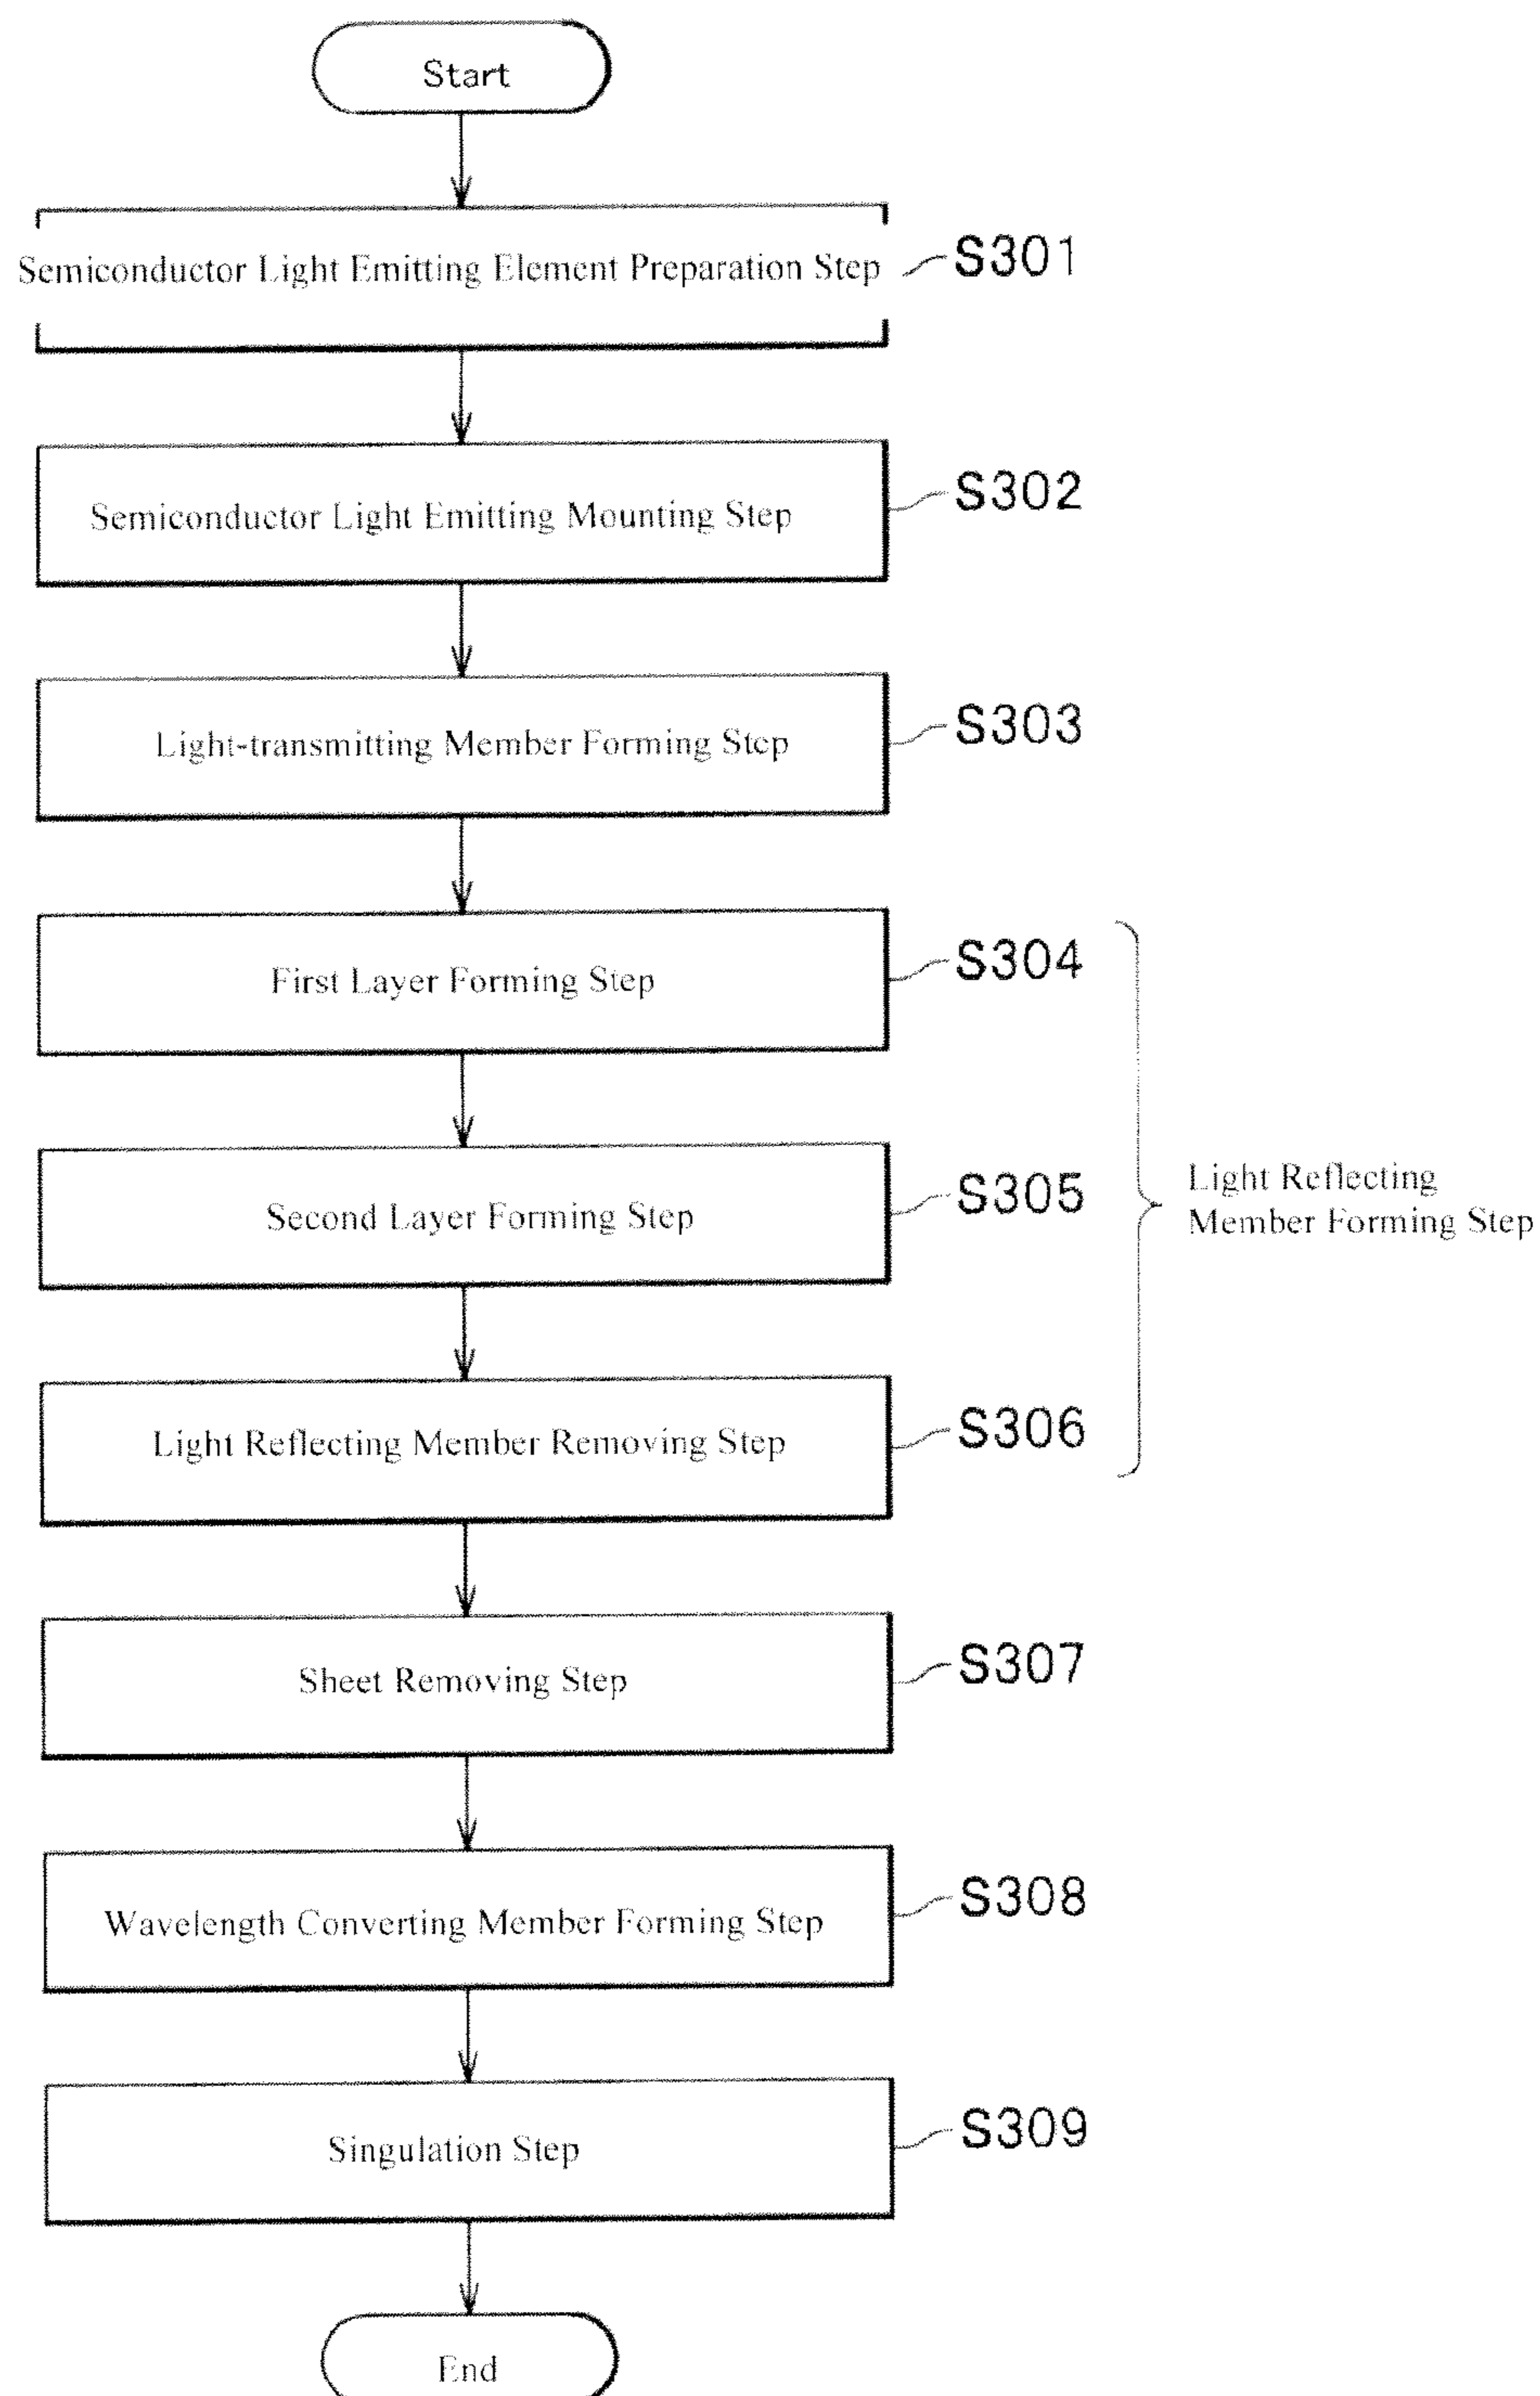 Start
Semiconductor Light Emitting Element Preparation Step
S301
Semiconductor Light Emitting Mounting Step
S302
Light-transmitting Member Forming Step
S303
First Layer Forming Step
S304
Second Layer Forming Step
S305
Light Reflecting
Member Forming Step
Light Reflecting Member Removing Step
S306
Sheet Removing Step
S307
Wavelength Converting Member Forming Step
S308
Singulation Step
S309
End